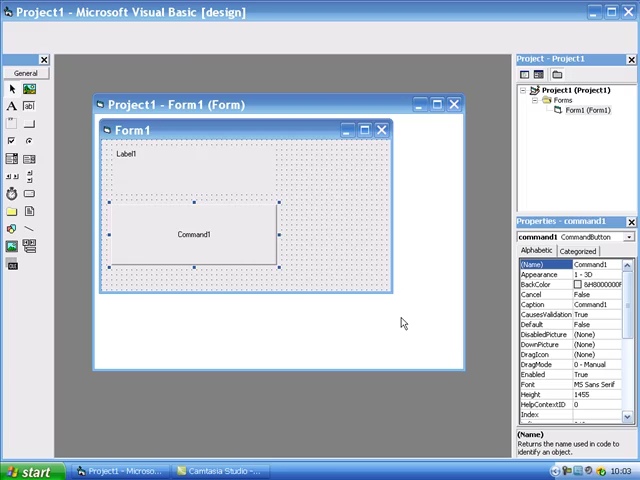 Project1 - Microsoft Visual Basic [design]
General
A
ab
Project1 - Form1 (Form)
Form1
Label1
Command1
Project - Project1
Project1 (Project1)
Forms
Form1 (Form1)
Properties - command1
command1 CommandButton
Alphabetic Categorized
(Name) Command1
Appearance 1 - 3D
BackColor &H8000000F
Cancel False
Caption Command1
CausesValidation True
Default False
DisabledPicture (None)
DownPicture (None)
DragIcon (None)
DragMode 0 - Manual
Enabled True
Font MS Sans Serif
Height 1455
HelpContextID 0
Index
(Name)
Returns the name used in code to
identify an object.
start
Project1 - Microso...
Camtasia Studio -...
10:03